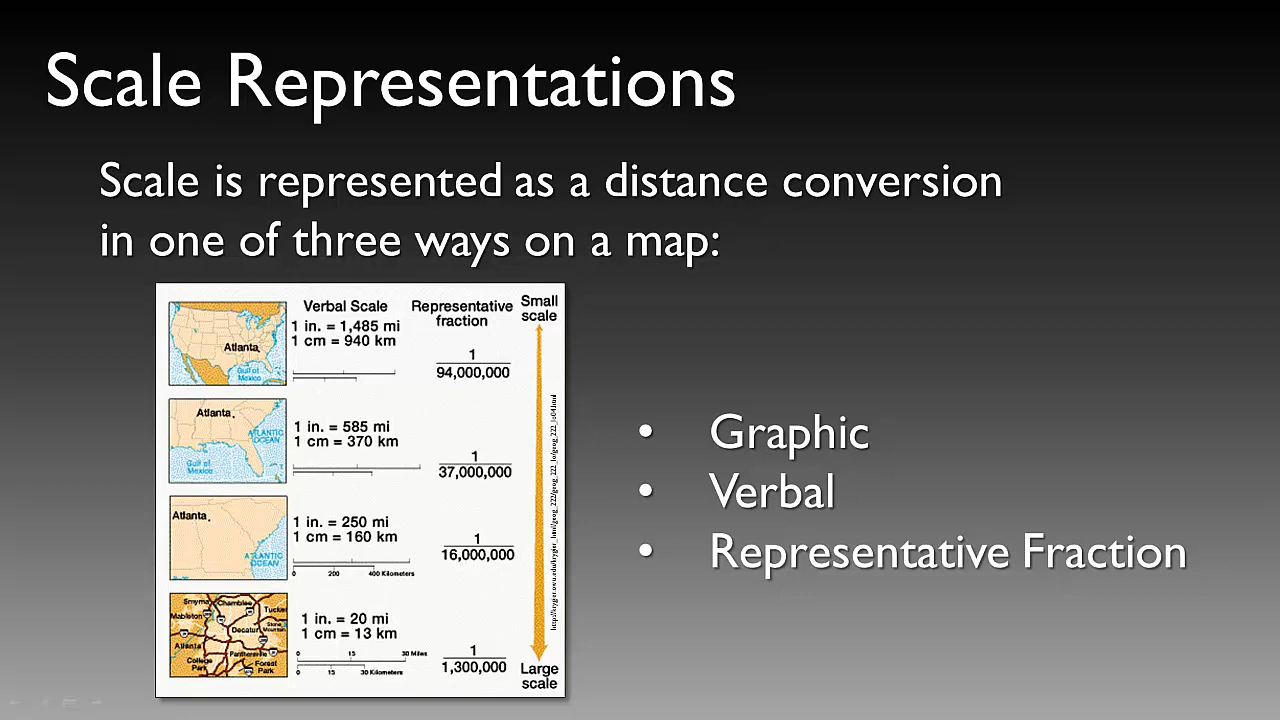 Scale Representations
Scale is represented as a distance conversion
in one of three ways on a map:
Verbal Scale
Representative
fraction
Small
scale
Atlanta
Gulf of
Mexico
1 in. = 1,485 mi
1 cm = 940 km
1
94,000,000
Atlanta
ATLANTIC
OCEAN
Gulf of
Mexico
1 in. = 585 mi
1 cm = 370 km
1
37,000,000
Atlanta
ATLANTIC
OCEAN
1 in. = 250 mi
1 cm = 160 km
0 200 400 Kilometers
1
16,000,000
Smyrna
Chamblee
Tucker
Mableton
Decatur
Stone
Mountain
Atlanta
Panthersville
College
Park
Forest
Park
1 in. = 20 mi
1 cm = 13 km
0 15 30 Miles
0 15 30 Kilometers
1
1,300,000
Large
scale
• Graphic
• Verbal
• Representative Fraction